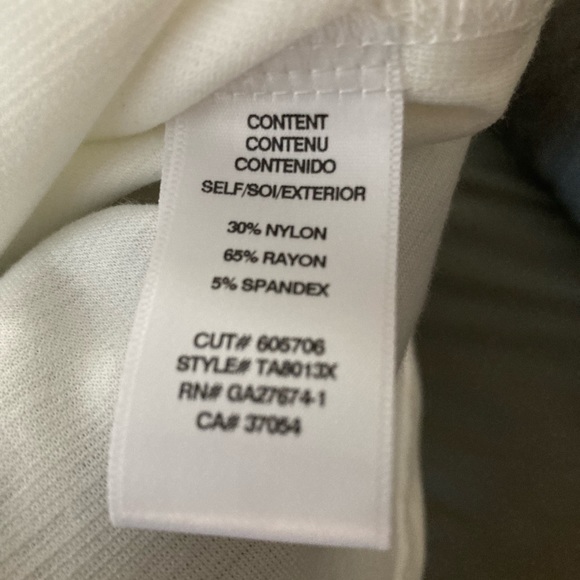 CONTENT
CONTENU
CONTENIDO
SELF/SOI/EXTERIOR
30% NYLON
65% RAYON
5% SPANDEX
CUT# 605706
STYLE# TA8013X
RN# GA27674-1
CA# 37054